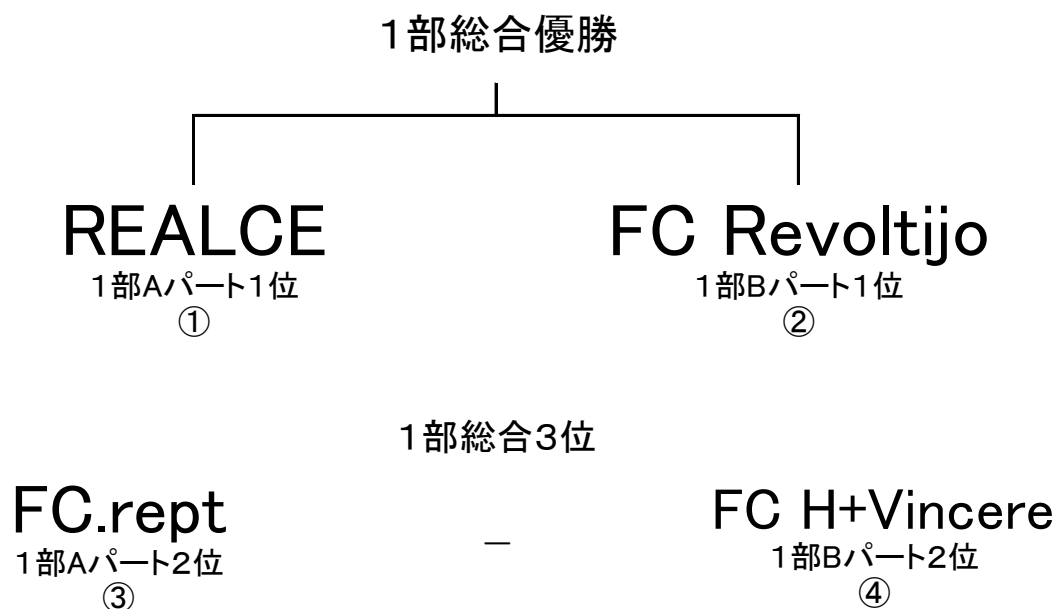 １部総合優勝
REALCE
FC Revoltijo
１部Aパート１位
１部Bパート１位
①
②
１部総合３位
FC.rept
－
FC H+Vincere
１部Aパート２位
１部Bパート２位
③
④